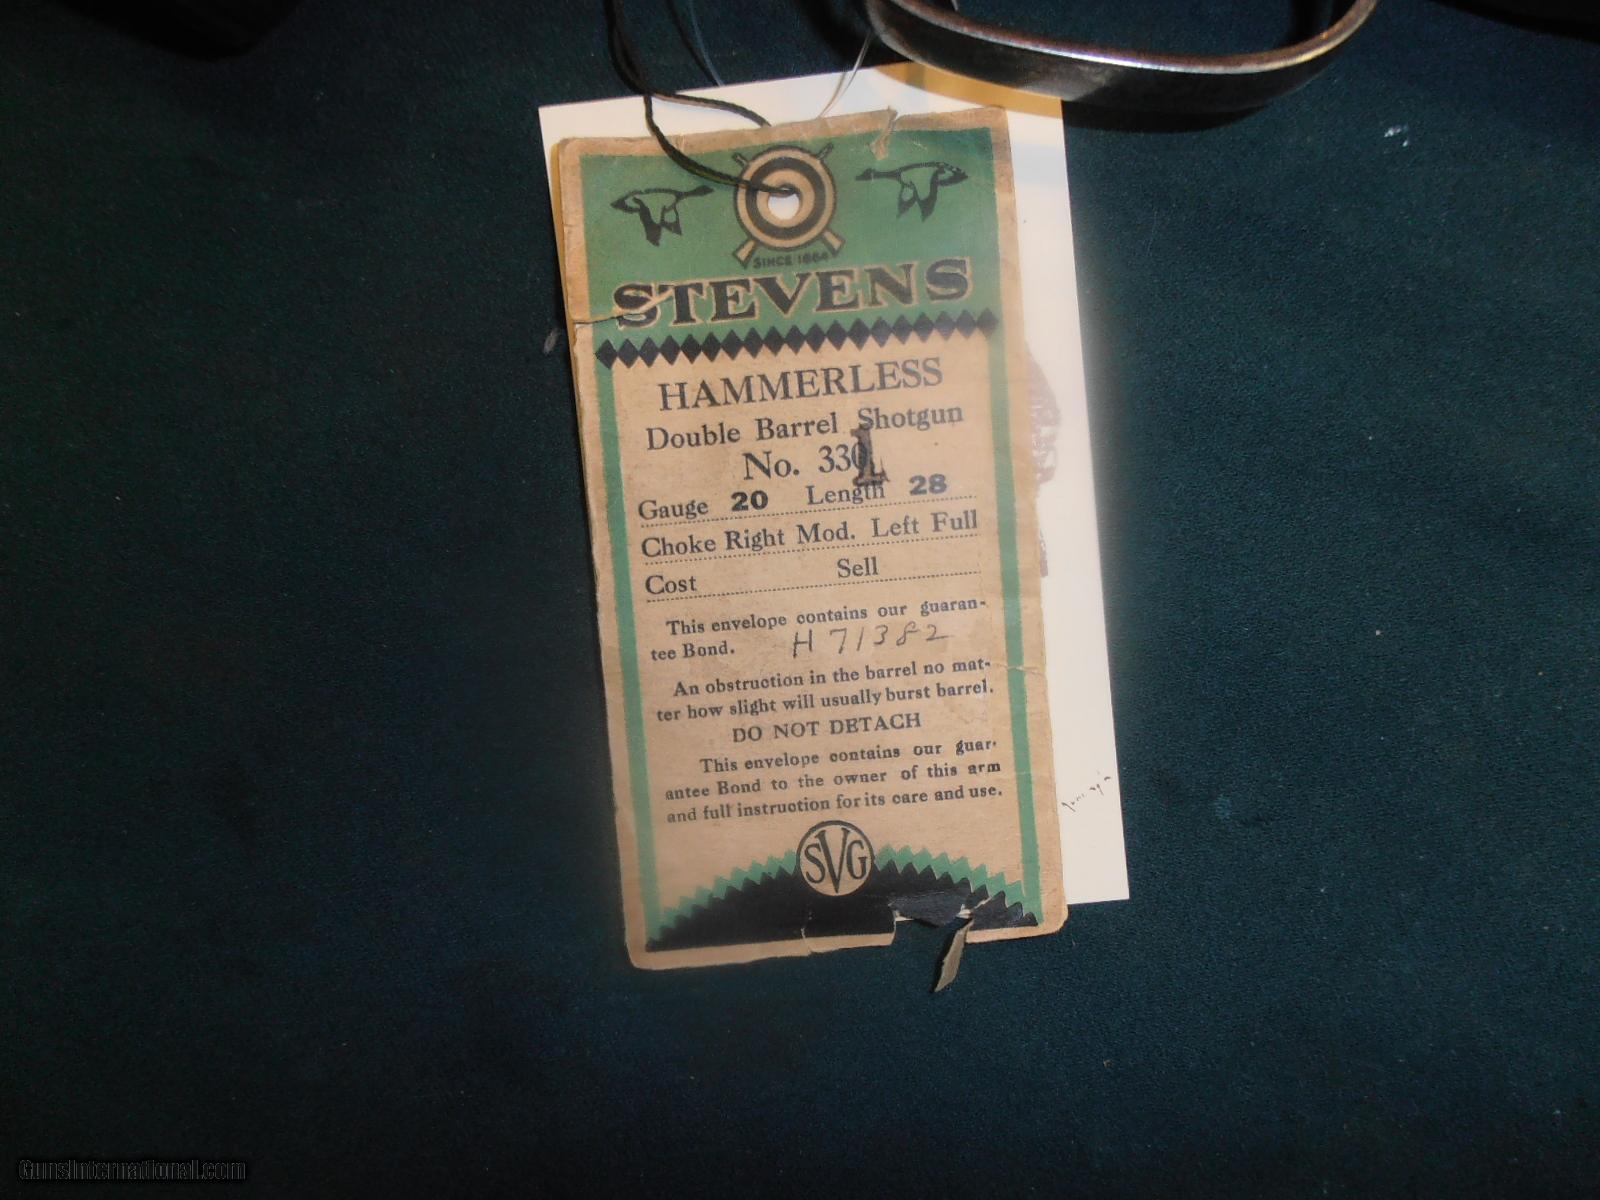 SINCE 1864
STEVENS
HAMMERLESS
Double Barrel Shotgun
No. 330
1
Gauge 20 Length 28
Choke Right Mod. Left Full
Cost Sell
This envelope contains our guaran-
tee Bond. H 71382
An obstruction in the barrel no mat-
ter how slight will usually burst barrel.
DO NOT DETACH
This envelope contains our guar-
antee Bond to the owner of this arm
and full instruction for its care and use.
SVG
GunsInternational.com